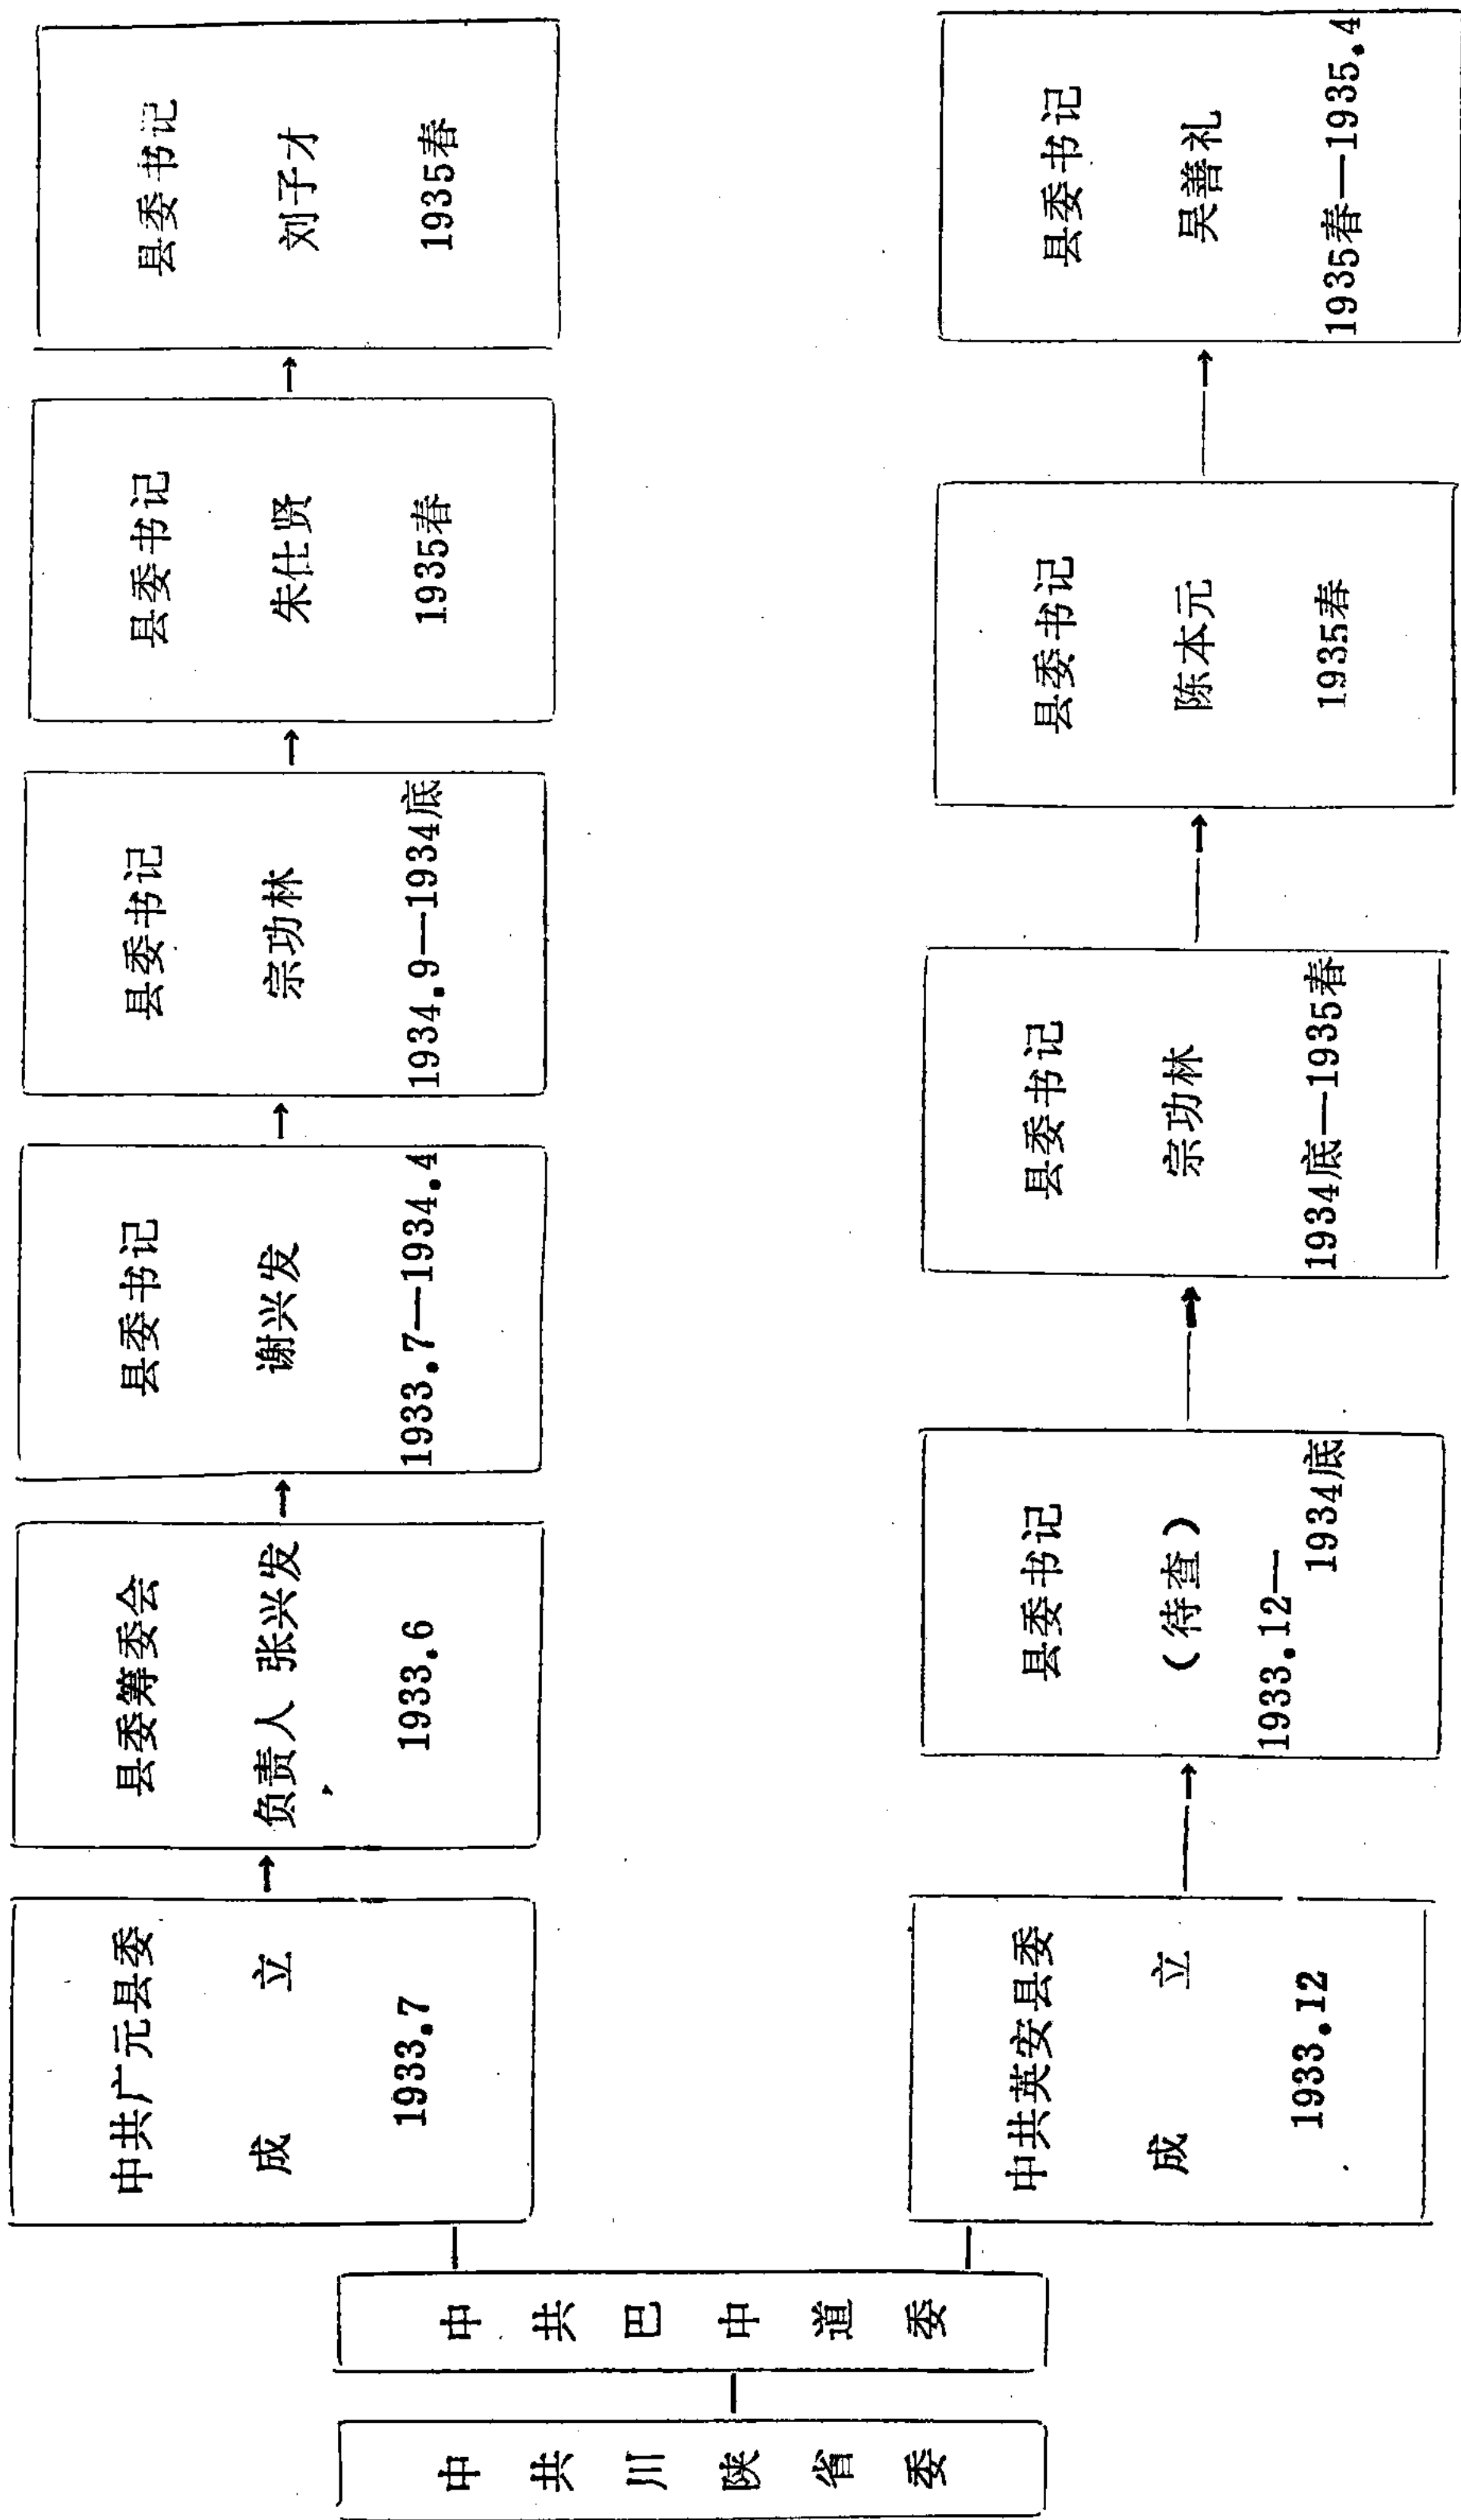 中共川陕省委
中共巴中道委
中共广元县委
成 立
1933.7
县委筹委会
负责人 张兴发
1933.6
县委书记
谢兴发
1933.7—1934.4
县委书记
宗功林
1934.9—1934底
县委书记
朱仕贤
1935春
县委书记
刘子才
1935春
中共英安县委
成 立
1933.12
县委书记
（待查）
1933.12—
1934底
县委书记
宗功林
1934底—1935春
县委书记
陈本元
1935春
县委书记
吴善礼
1935春—1935.4